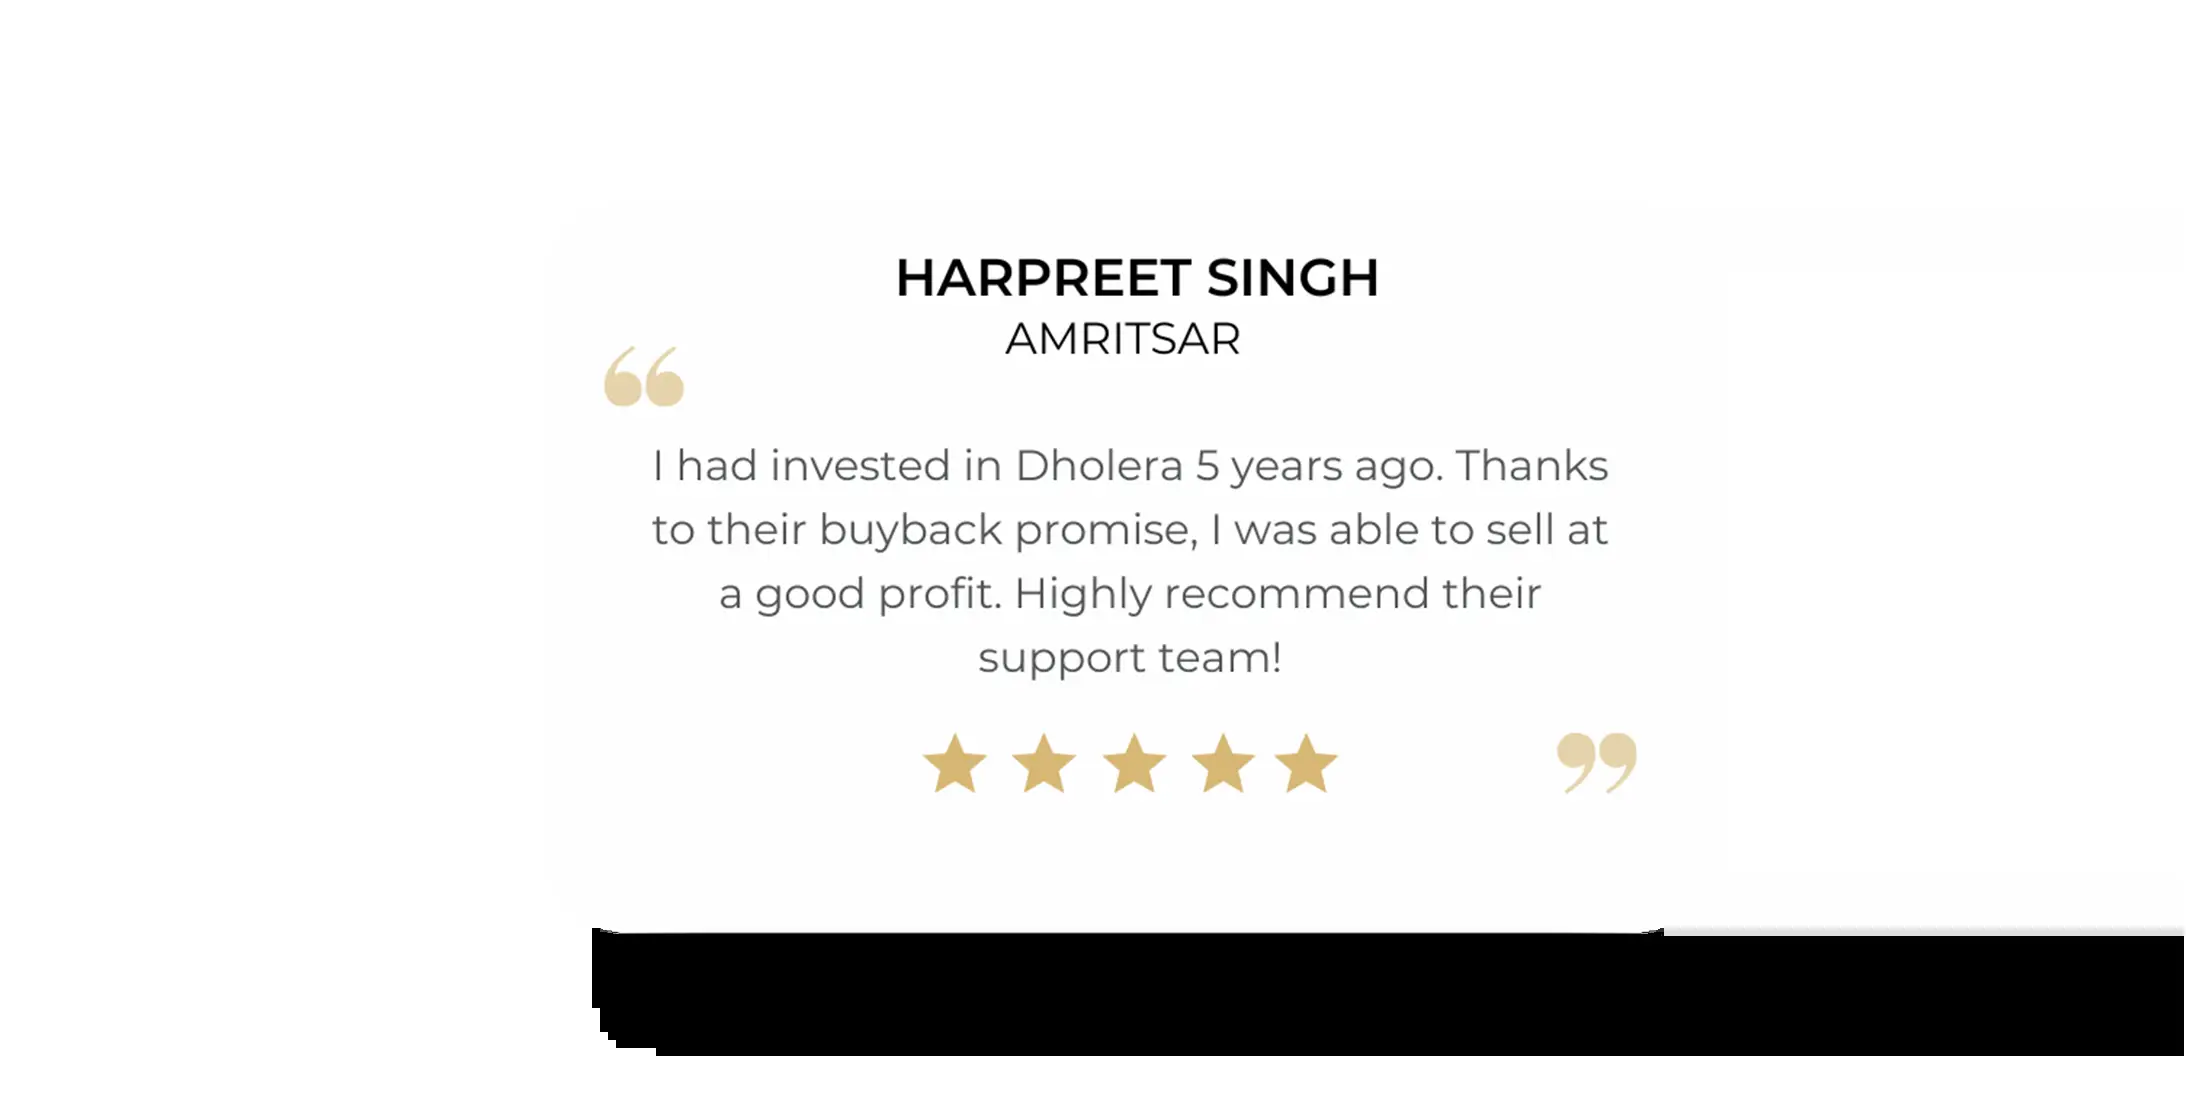 HARPREET SINGH
AMRITSAR
“
I had invested in Dholera 5 years ago. Thanks
to their buyback promise, I was able to sell at
a good profit. Highly recommend their
support team!
”